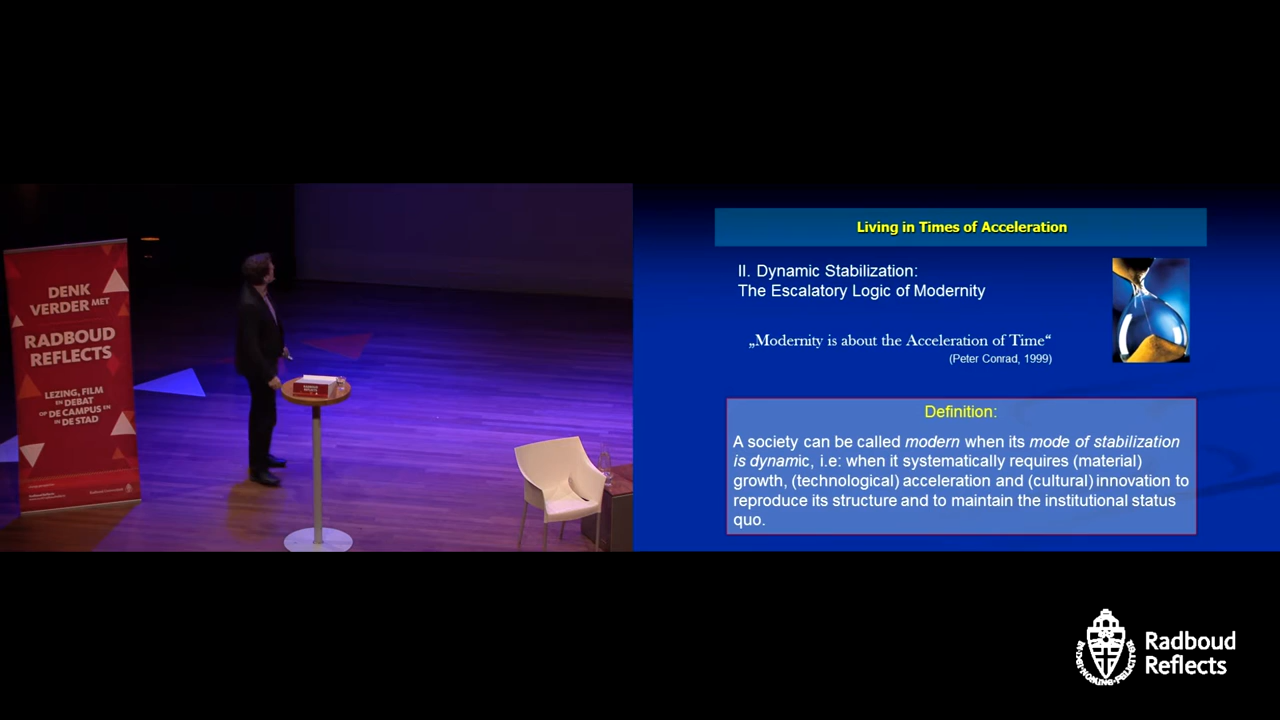 DENK
VERDER MET
RADBOUD
REFLECTS
LEZING, FILM
EN DEBAT
OP DE CAMPUS EN
IN DE STAD
Living in Times of Acceleration
II. Dynamic Stabilization:
The Escalatory Logic of Modernity
„Modernity is about the Acceleration of Time“
(Peter Conrad, 1999)
Definition:
A society can be called modern when its mode of stabilization
is dynamic, i.e: when it systematically requires (material)
growth, (technological) acceleration and (cultural) innovation to
reproduce its structure and to maintain the institutional status
quo.
Radboud
Reflects